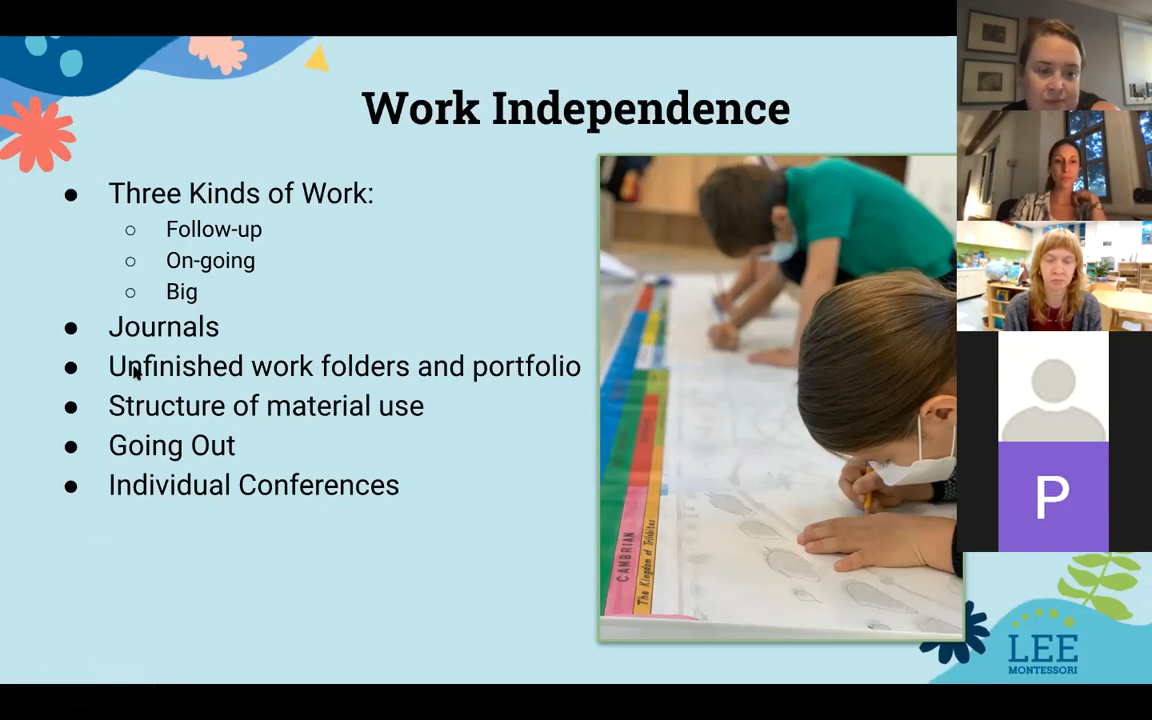 Work Independence
Three Kinds of Work:
Follow-up
On-going
Big
Journals
Unfinished work folders and portfolio
Structure of material use
Going Out
Individual Conferences
CAMBRIAN
The Kingdom of Trilobites
P
LEE
MONTESSORI